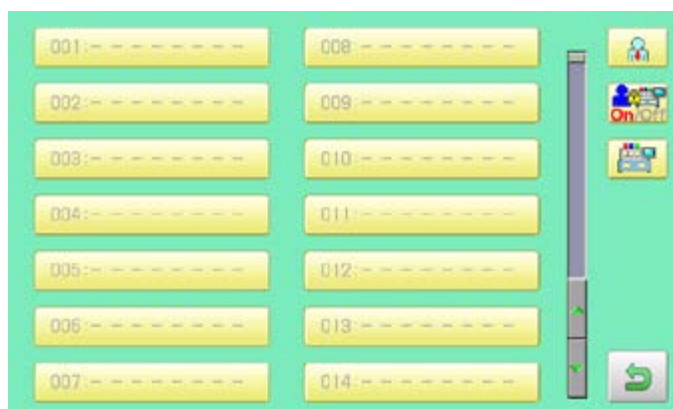 001:- - - - - - - -
002:- - - - - - - -
003:- - - - - - - -
004:- - - - - - - -
005:- - - - - - - -
006:- - - - - - - -
007:- - - - - - - -
008:- - - - - - - -
009:- - - - - - - -
010:- - - - - - - -
011:- - - - - - - -
012:- - - - - - - -
013:- - - - - - - -
014:- - - - - - - -
On/Off